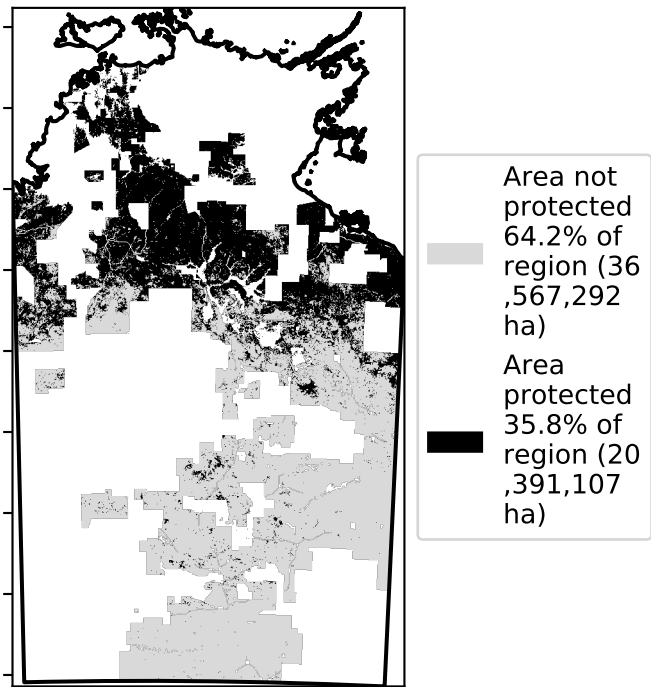 Area not
protected
64.2% of
region (36
,567,292
ha)
Area
protected
35.8% of
region (20
,391,107
ha)